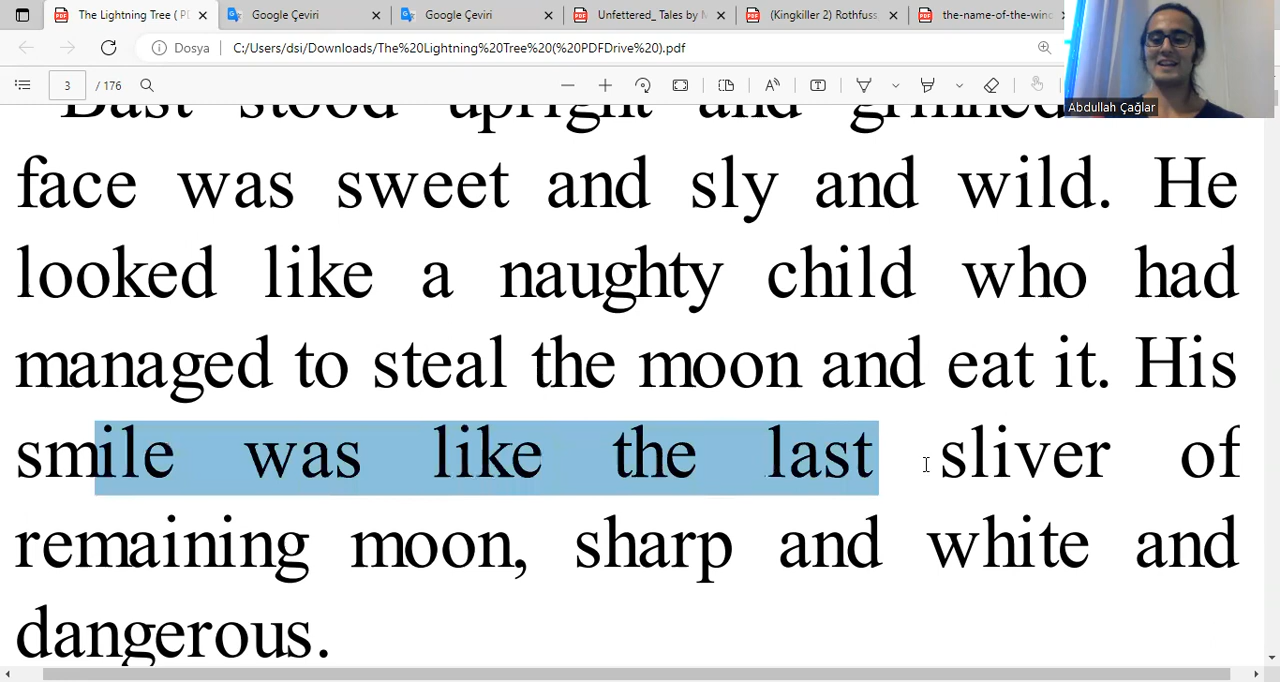 The Lightning Tree ( P
Google Çeviri
Google Çeviri
Unfettered_ Tales by M
(Kingkiller 2) Rothfuss,
the-name-of-the-winc
Dosya C:/Users/dsi/Downloads/The%20Lightning%20Tree%20(%20PDFDrive%20).pdf
3 / 176
Abdullah Çağlar
Bast stood upright and grinned
face was sweet and sly and wild. He
looked like a naughty child who had
managed to steal the moon and eat it. His
smile was like the last sliver of
remaining moon, sharp and white and
dangerous.